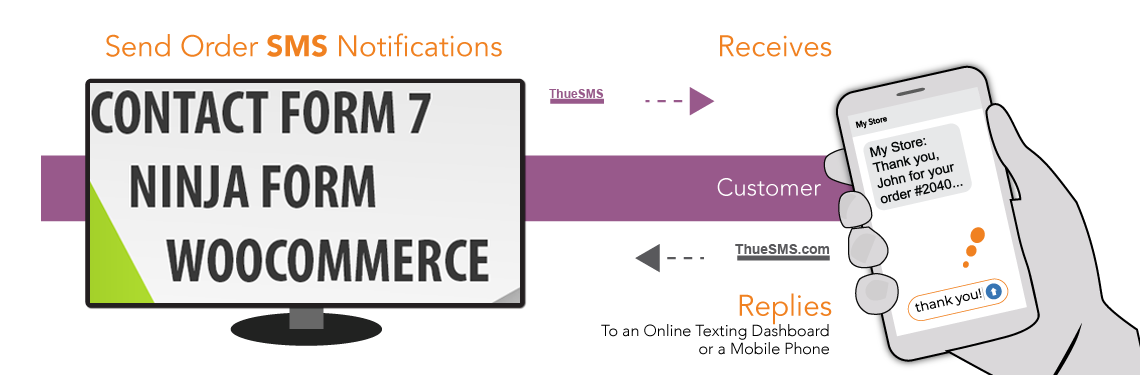 Send Order SMS Notifications
CONTACT FORM 7
NINJA FORM
WOOCOMMERCE
ThueSMS
Receives
Customer
ThueSMS.com
Replies
To an Online Texting Dashboard
or a Mobile Phone
My Store
My Store:
Thank you,
John for your
order #2040...
thank you!